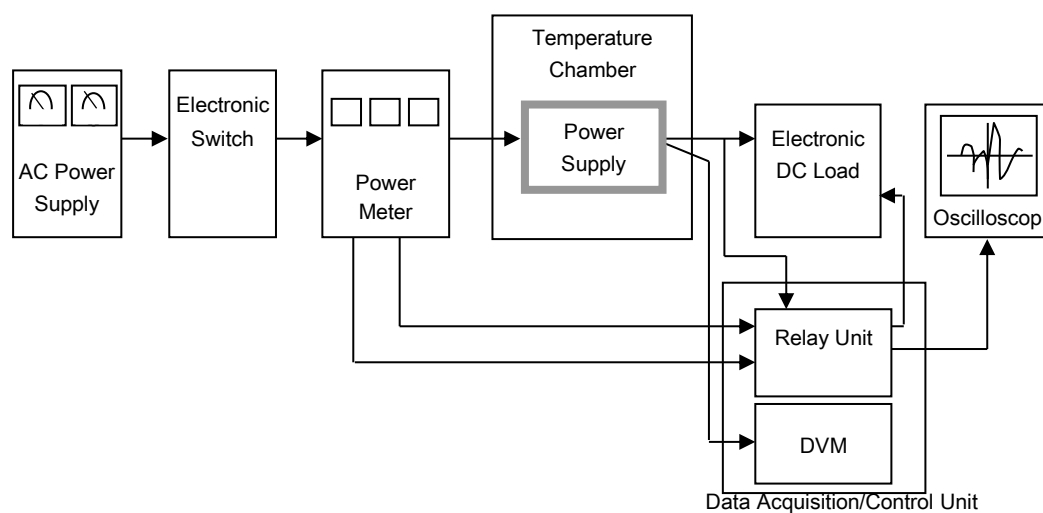 AC Power
Supply
Electronic
Switch
Power
Meter
Temperature
Chamber
Power
Supply
Electronic
DC Load
Oscilloscop
Relay Unit
DVM
Data Acquisition/Control Unit